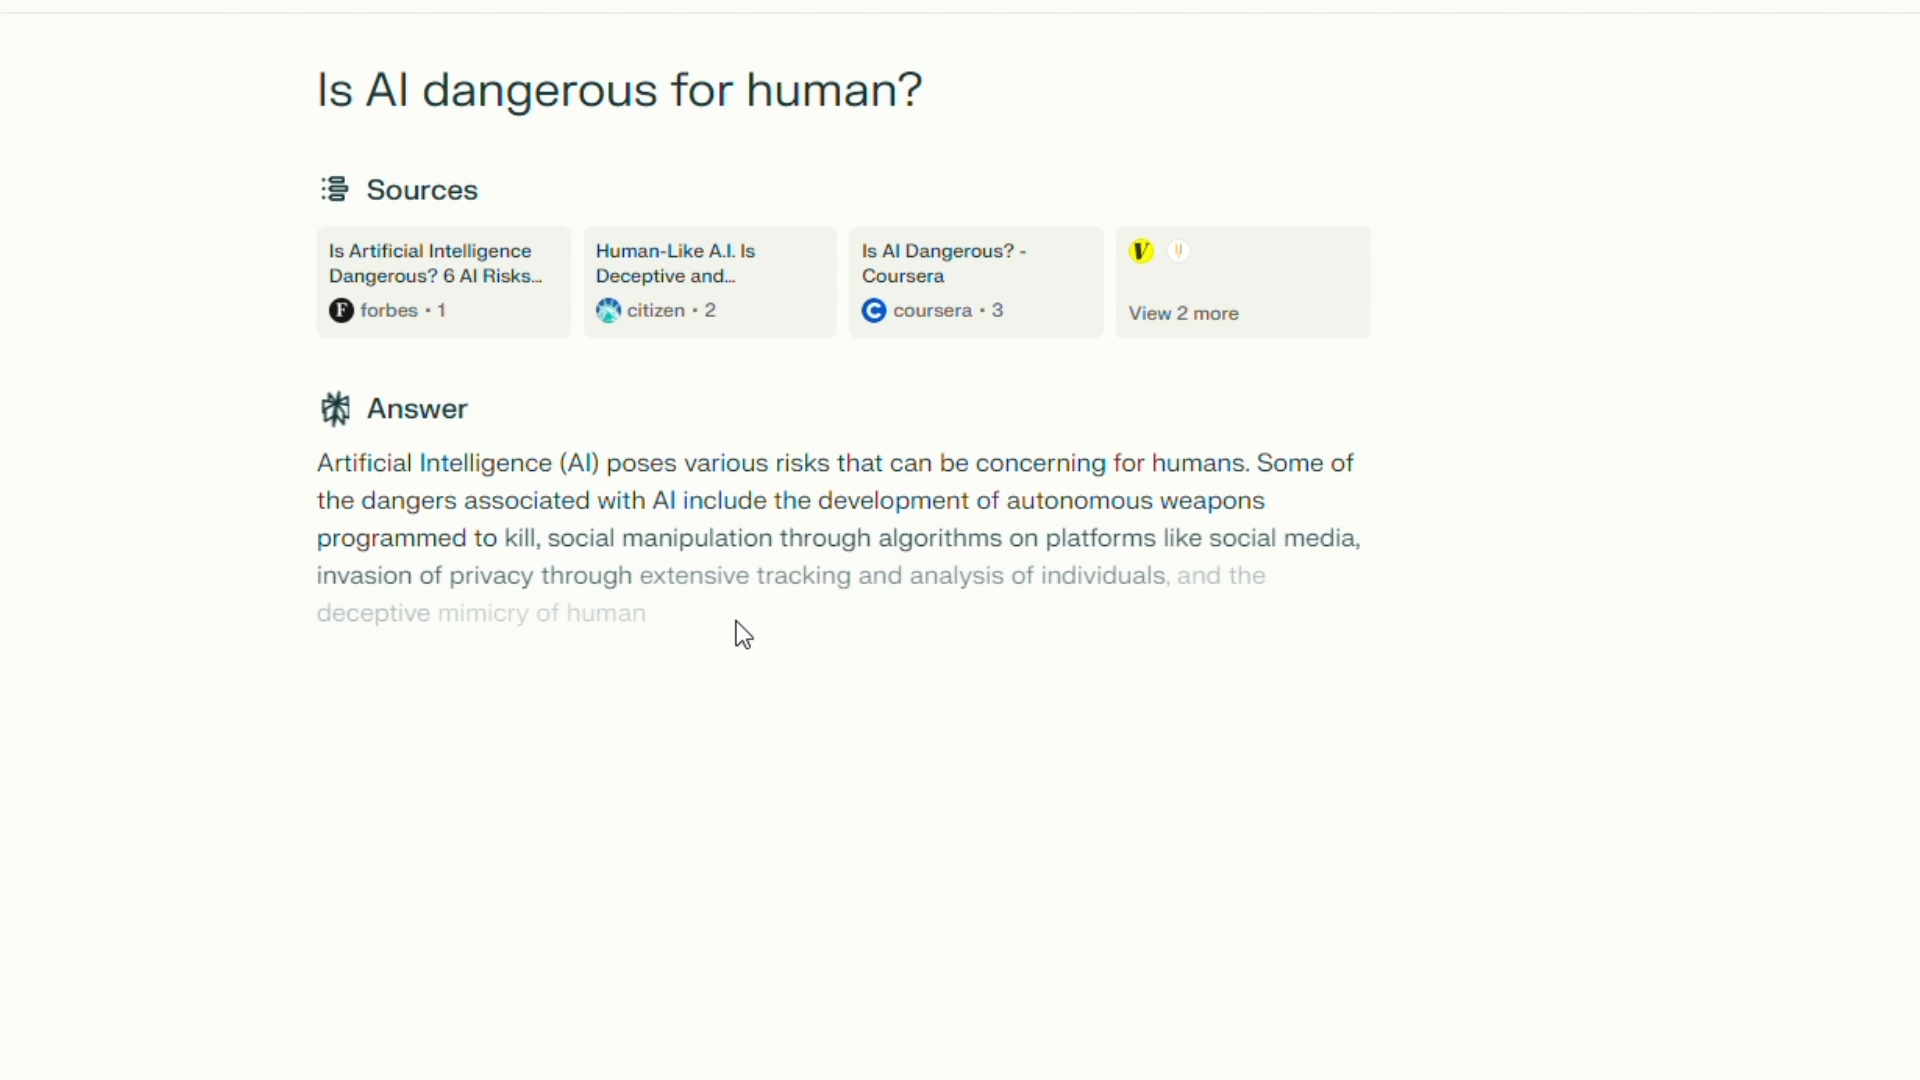 Is AI dangerous for human?
Sources
Is Artificial Intelligence
Dangerous? 6 AI Risks...
F forbes • 1
Human-Like A.I. Is
Deceptive and...
citizen • 2
Is AI Dangerous? -
Coursera
C coursera • 3
V
View 2 more
Answer
Artificial Intelligence (AI) poses various risks that can be concerning for humans. Some of
the dangers associated with AI include the development of autonomous weapons
programmed to kill, social manipulation through algorithms on platforms like social media,
invasion of privacy through extensive tracking and analysis of individuals, and the
deceptive mimicry of human